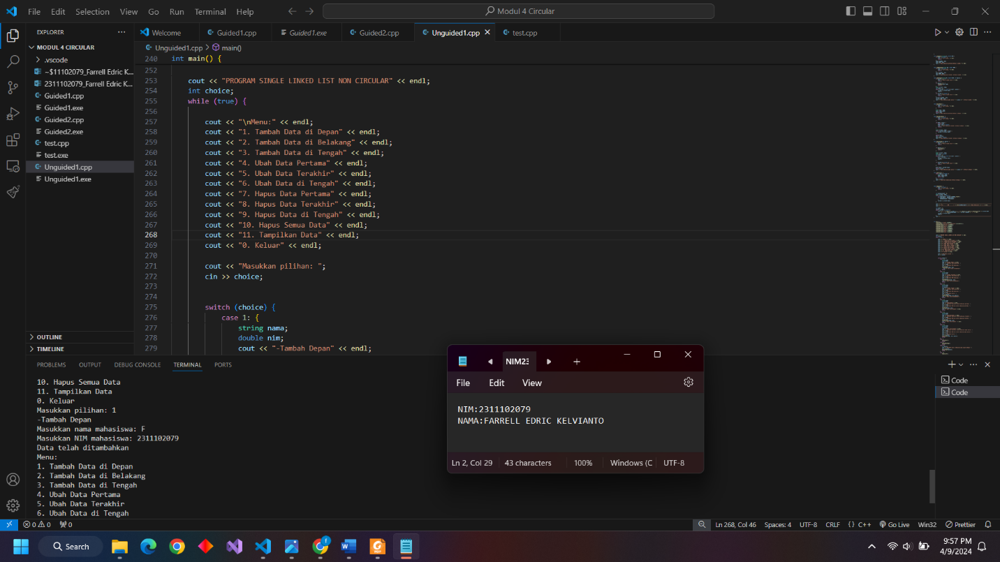 File Edit Selection View Go Run Terminal Help
Modul 4 Circular
EXPLORER
MODUL 4 CIRCULAR
.vscode
~$11102079_Farrell Edric K...
2311102079_Farrell Edric K...
Guided1.cpp
Guided1.exe
Guided2.cpp
Guided2.exe
test.cpp
test.exe
Unguided1.cpp
Unguided1.exe
OUTLINE
TIMELINE
Welcome Guided1.cpp Guided1.exe Guided2.cpp Unguided1.cpp test.cpp
Unguided1.cpp > main()
240 int main() {
252
253 cout << "PROGRAM SINGLE LINKED LIST NON CIRCULAR" << endl;
254 int choice;
255 while (true) {
256
257 cout << "\nMenu:" << endl;
258 cout << "1. Tambah Data di Depan" << endl;
259 cout << "2. Tambah Data di Belakang" << endl;
260 cout << "3. Tambah Data di Tengah" << endl;
261 cout << "4. Ubah Data Pertama" << endl;
262 cout << "5. Ubah Data Terakhir" << endl;
263 cout << "6. Ubah Data di Tengah" << endl;
264 cout << "7. Hapus Data Pertama" << endl;
265 cout << "8. Hapus Data Terakhir" << endl;
266 cout << "9. Hapus Data di Tengah" << endl;
267 cout << "10. Hapus Semua Data" << endl;
268 cout << "11. Tampilkan Data" << endl;
269 cout << "0. Keluar" << endl;
270
271 cout << "Masukkan pilihan: ";
272 cin >> choice;
273
274
275 switch (choice) {
276 case 1: {
277 string nama;
278 double nim;
279 cout << "-Tambah Depan" << endl;
PROBLEMS OUTPUT DEBUG CONSOLE TERMINAL PORTS
10. Hapus Semua Data
11. Tampilkan Data
0. Keluar
Masukkan pilihan: 1
-Tambah Depan
Masukkan nama mahasiswa: F
Masukkan NIM mahasiswa: 2311102079
Data telah ditambahkan
Menu:
1. Tambah Data di Depan
2. Tambah Data di Belakang
3. Tambah Data di Tengah
4. Ubah Data Pertama
5. Ubah Data Terakhir
6. Ubah Data di Tengah
Code
Code
NIM23
File Edit View
NIM:2311102079
NAMA:FARRELL EDRIC KELVIANTO
Ln 2, Col 29 43 characters 100% Windows (C UTF-8
0 0 0 Ln 268, Col 46 Spaces: 4 UTF-8 CRLF {} C++ Go Live Win32 Prettier
Search
9:57 PM
4/9/2024